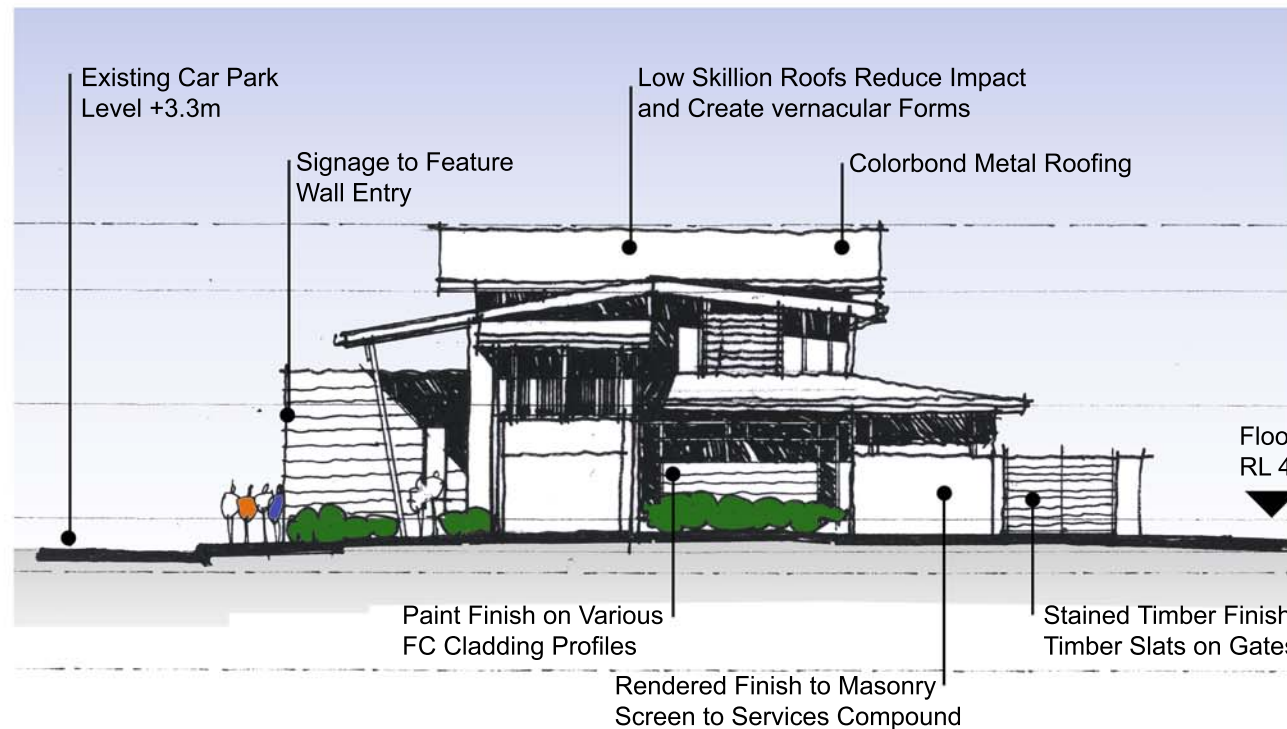 Existing Car Park
Level +3.3m
Low Skillion Roofs Reduce Impact
and Create vernacular Forms
Signage to Feature
Wall Entry
Colorbond Metal Roofing
RL 4
Paint Finish on Various
FC Cladding Profiles
Stained Timber Finish
Timber Slats on Gates
Rendered Finish to Masonry
Screen to Services Compound